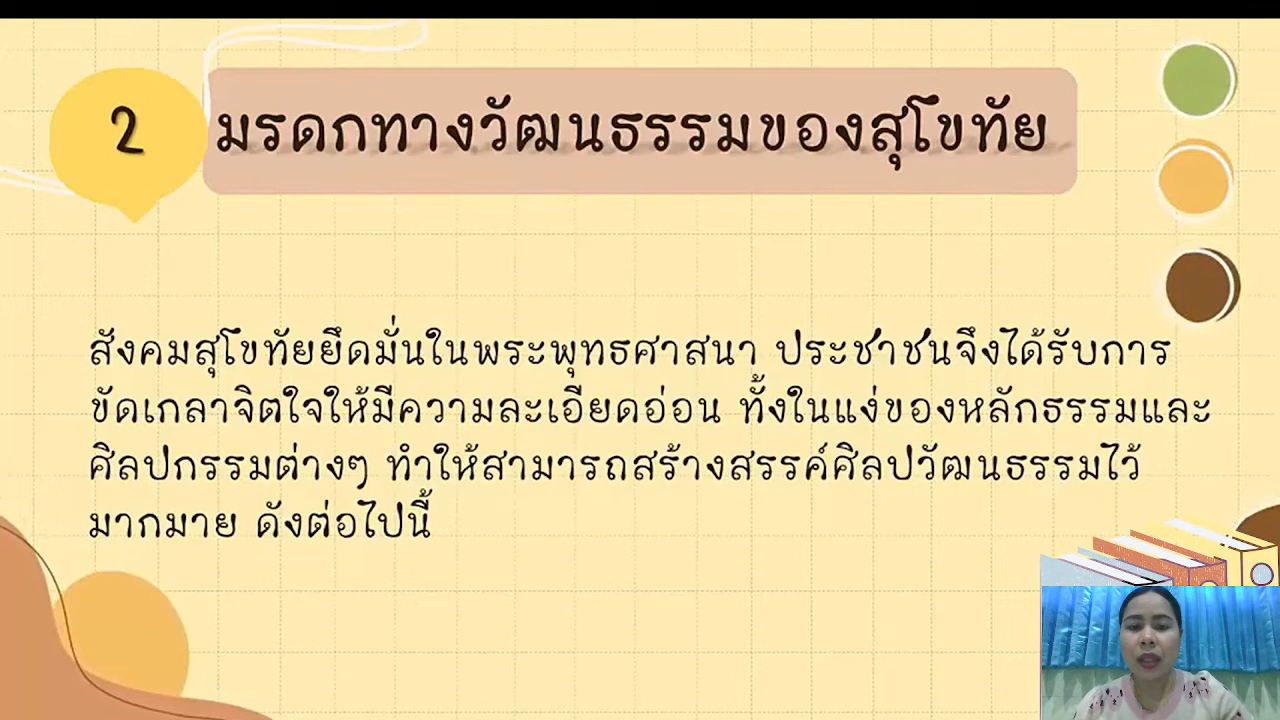 2
มรดกทางวัฒนธรรมของสุโขทัย
สังคมสุโขทัยยึดมั่นในพระพุทธศาสนา ประชาชนจึงได้รับการ
ขัดเกลาจิตใจให้มีความละเอียดอ่อน ทั้งในแง่ของหลักธรรมและ
ศิลปกรรมต่างๆ ทำให้สามารถสร้างสรรค์ศิลปวัฒนธรรมไว้
มากมาย ดังต่อไปนี้